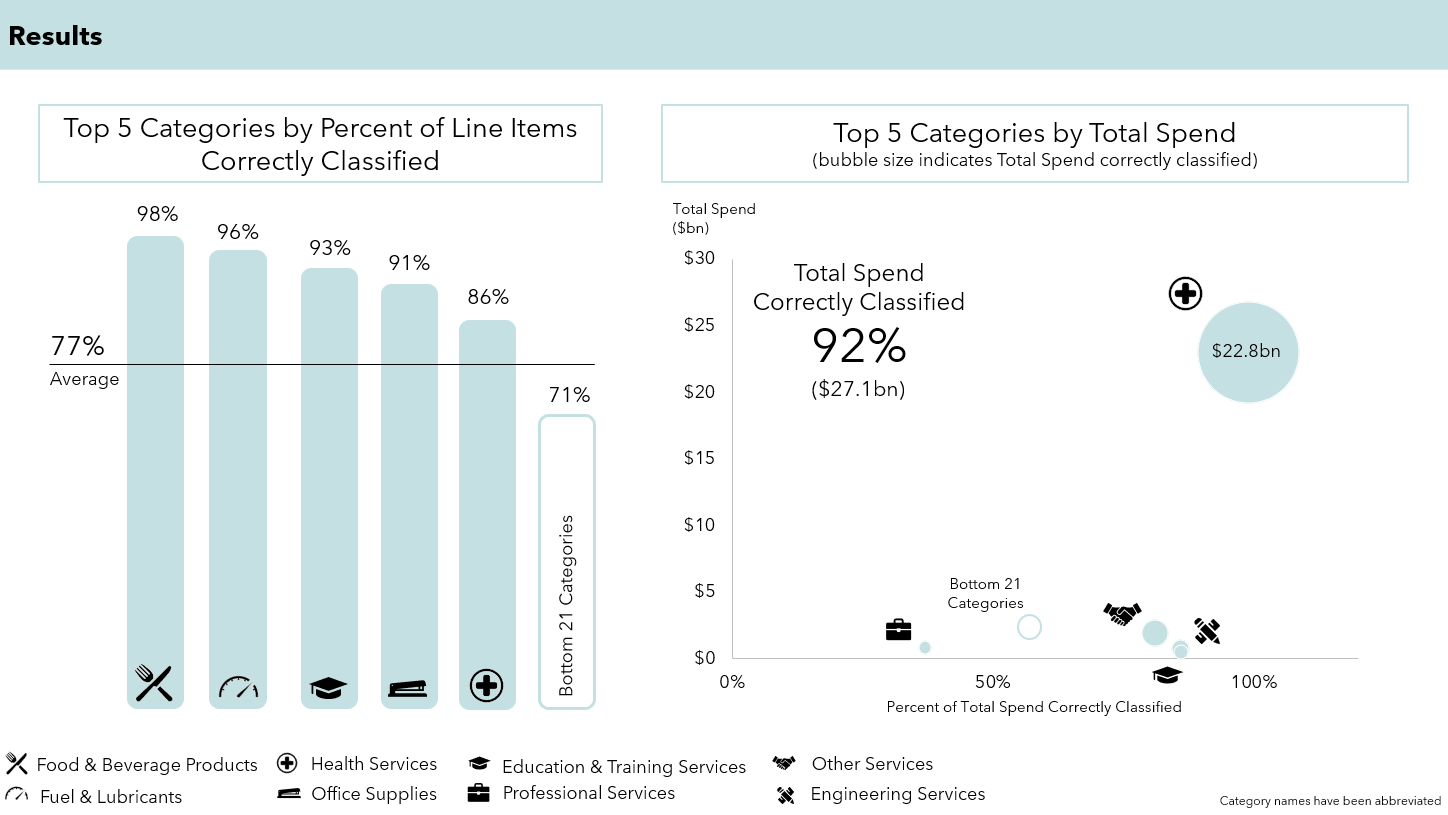 Results
Top 5 Categories by Percent of Line Items
Correctly Classified
98%
96%
93%
91%
86%
77%
Average
71%
Bottom 21 Categories
Top 5 Categories by Total Spend
(bubble size indicates Total Spend correctly classified)
Total Spend
($bn)
$30
$25
$20
$15
$10
$5
$0
Total Spend
Correctly Classified
92%
($27.1bn)
$22.8bn
Bottom 21
Categories
0%
50%
100%
Percent of Total Spend Correctly Classified
Food & Beverage Products
Health Services
Education & Training Services
Other Services
Fuel & Lubricants
Office Supplies
Professional Services
Engineering Services
Category names have been abbreviated